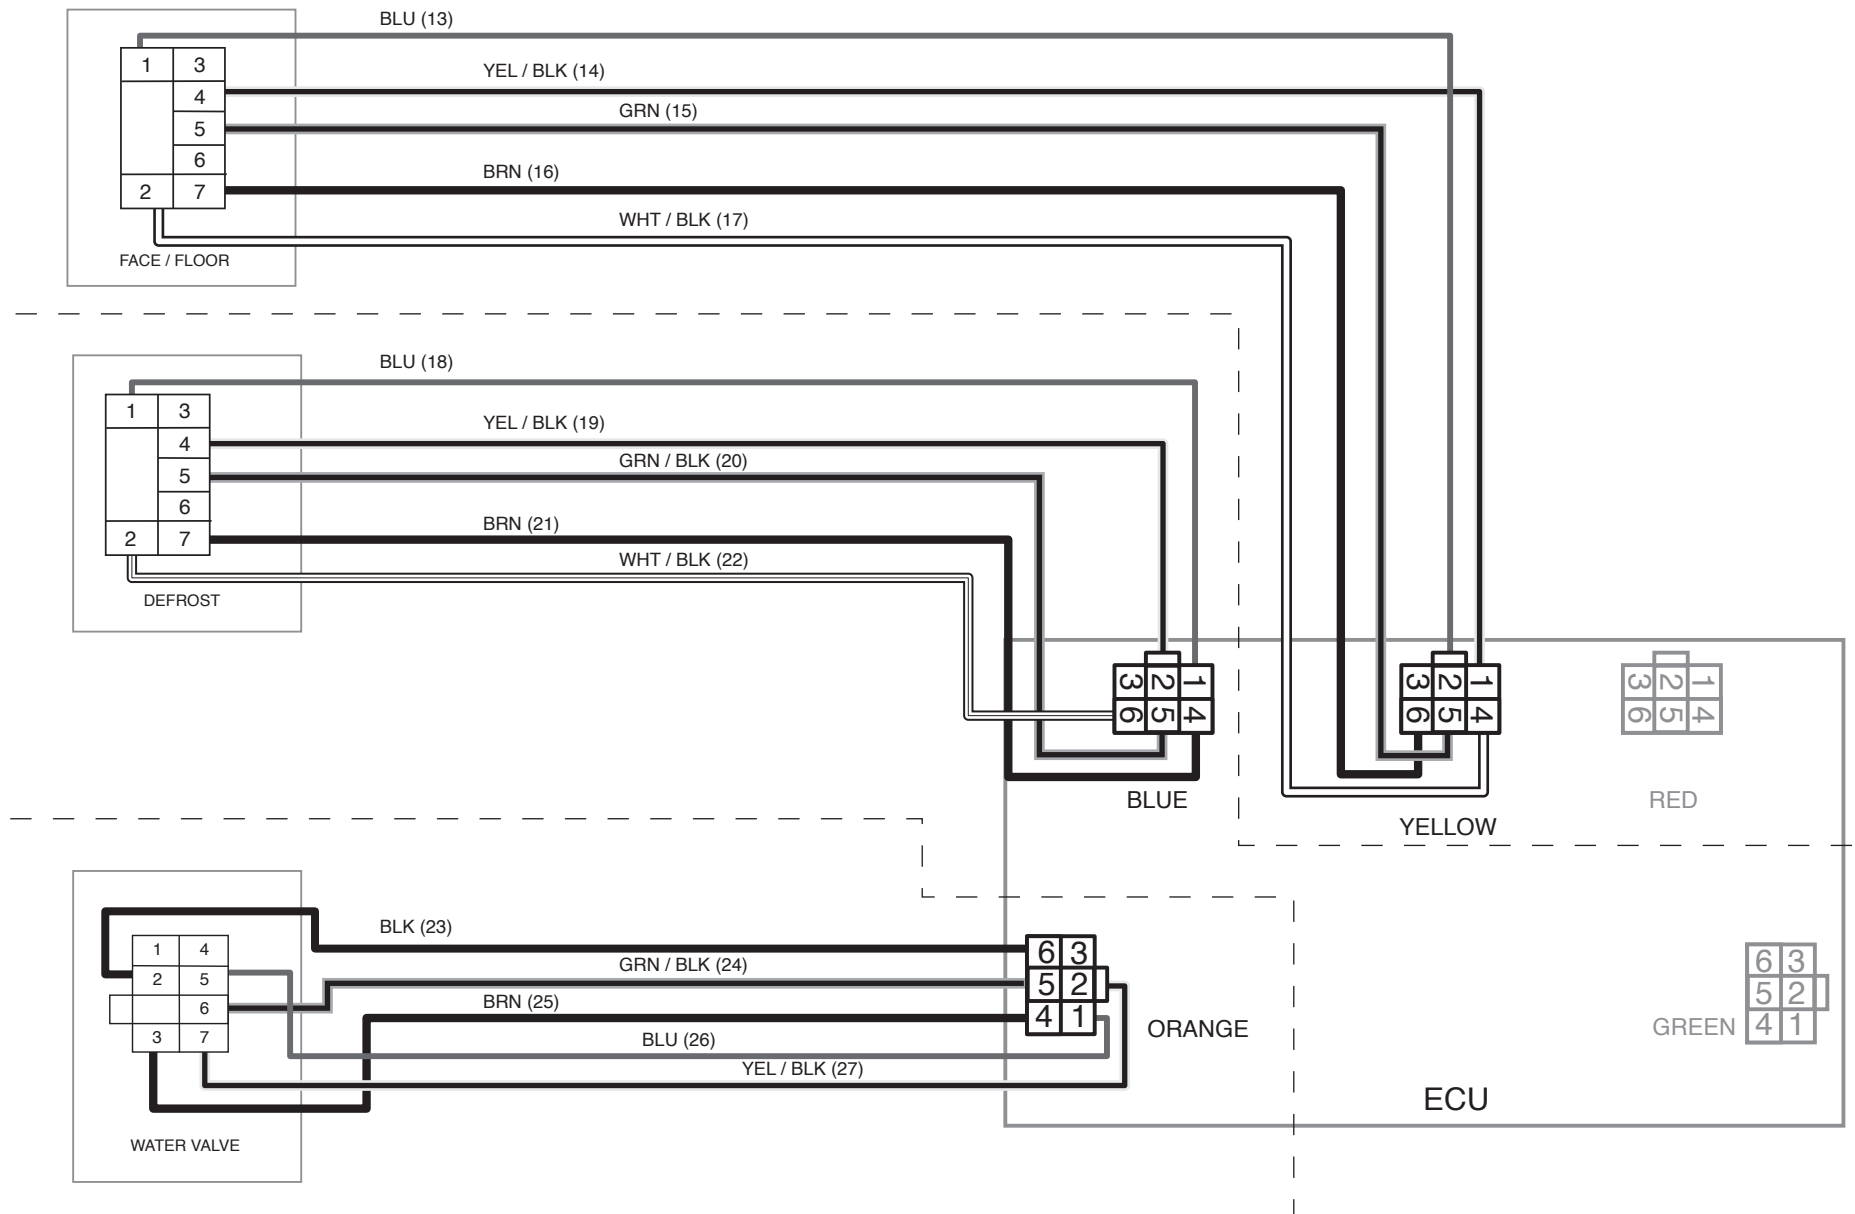 BLU (13)
1 3
YEL / BLK (14)
4
GRN (15)
5
6
BRN (16)
2 7
WHT / BLK (17)
FACE / FLOOR
BLU (18)
1 3
YEL / BLK (19)
4
GRN / BLK (20)
5
6
BRN (21)
2 7
WHT / BLK (22)
DEFROST
3 2 1
6 5 4
BLUE
3 2 1
6 5 4
YELLOW
3 2 1
6 5 4
RED
BLK (23)
1 4
2 5
6
3 7
GRN / BLK (24)
BRN (25)
BLU (26)
YEL / BLK (27)
WATER VALVE
6 3
5 2
4 1
ORANGE
6 3
5 2
4 1
GREEN
ECU